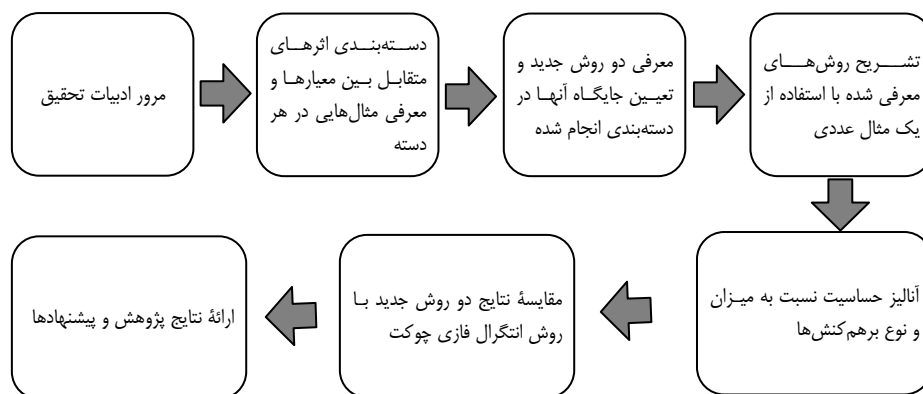 مرور ادبیات تحقیق
دسته‌بندی اثرهای
متقابل بین معیارها و
معرفی مثال‌هایی در هر
دسته
معرفی دو روش جدید و
تعیین جایگاه آنها در
دسته‌بندی انجام شده
تشریح روش‌های
معرفی شده با استفاده از
یک مثال عددی
آنالیز حساسیت نسبت به میزان
و نوع برهم‌کنش‌ها
مقایسۀ نتایج دو روش جدید با
روش انتگرال فازی چوکت
ارائۀ نتایج پژوهش و پیشنهادها